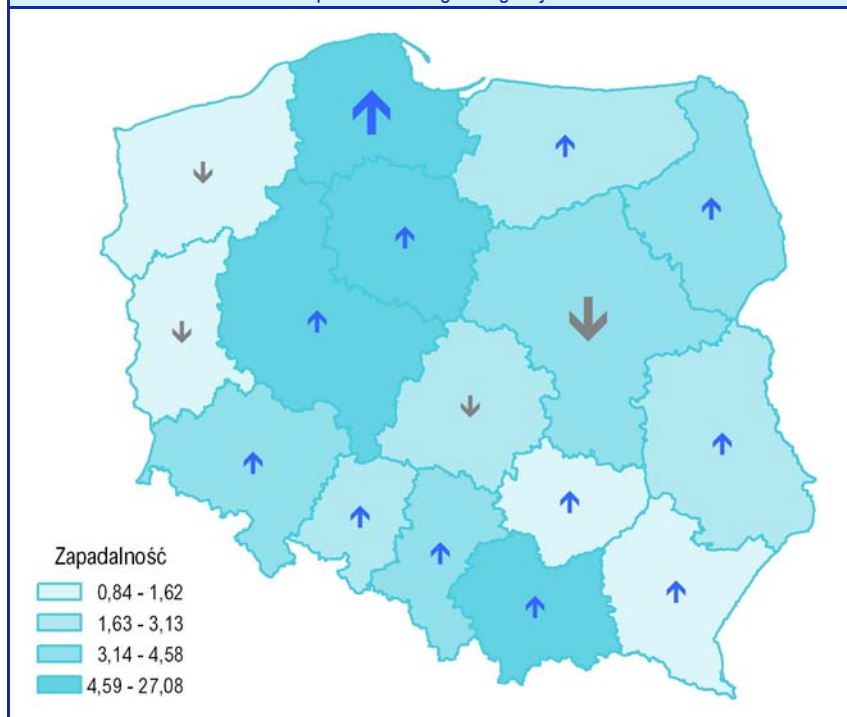 Zapadalność
0,84 - 1,62
1,63 - 3,13
3,14 - 4,58
4,59 - 27,08